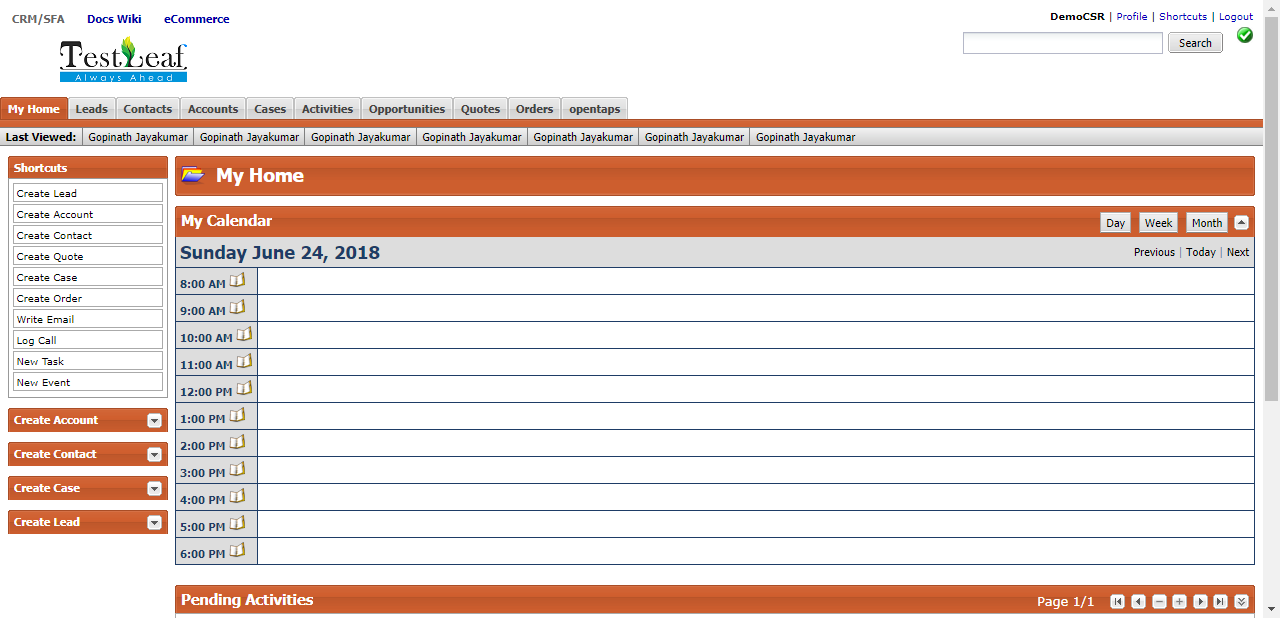 CRM/SFA Docs Wiki eCommerce
DemoCSR | Profile | Shortcuts | Logout
Search
TestLeaf
Always Ahead
My Home Leads Contacts Accounts Cases Activities Opportunities Quotes Orders opentaps
Last Viewed: Gopinath Jayakumar Gopinath Jayakumar Gopinath Jayakumar Gopinath Jayakumar Gopinath Jayakumar Gopinath Jayakumar Gopinath Jayakumar
Shortcuts
Create Lead
Create Account
Create Contact
Create Quote
Create Case
Create Order
Write Email
Log Call
New Task
New Event
Create Account
Create Contact
Create Case
Create Lead
My Home
My Calendar Day Week Month
Sunday June 24, 2018 Previous | Today | Next
8:00 AM
9:00 AM
10:00 AM
11:00 AM
12:00 PM
1:00 PM
2:00 PM
3:00 PM
4:00 PM
5:00 PM
6:00 PM
Pending Activities Page 1/1